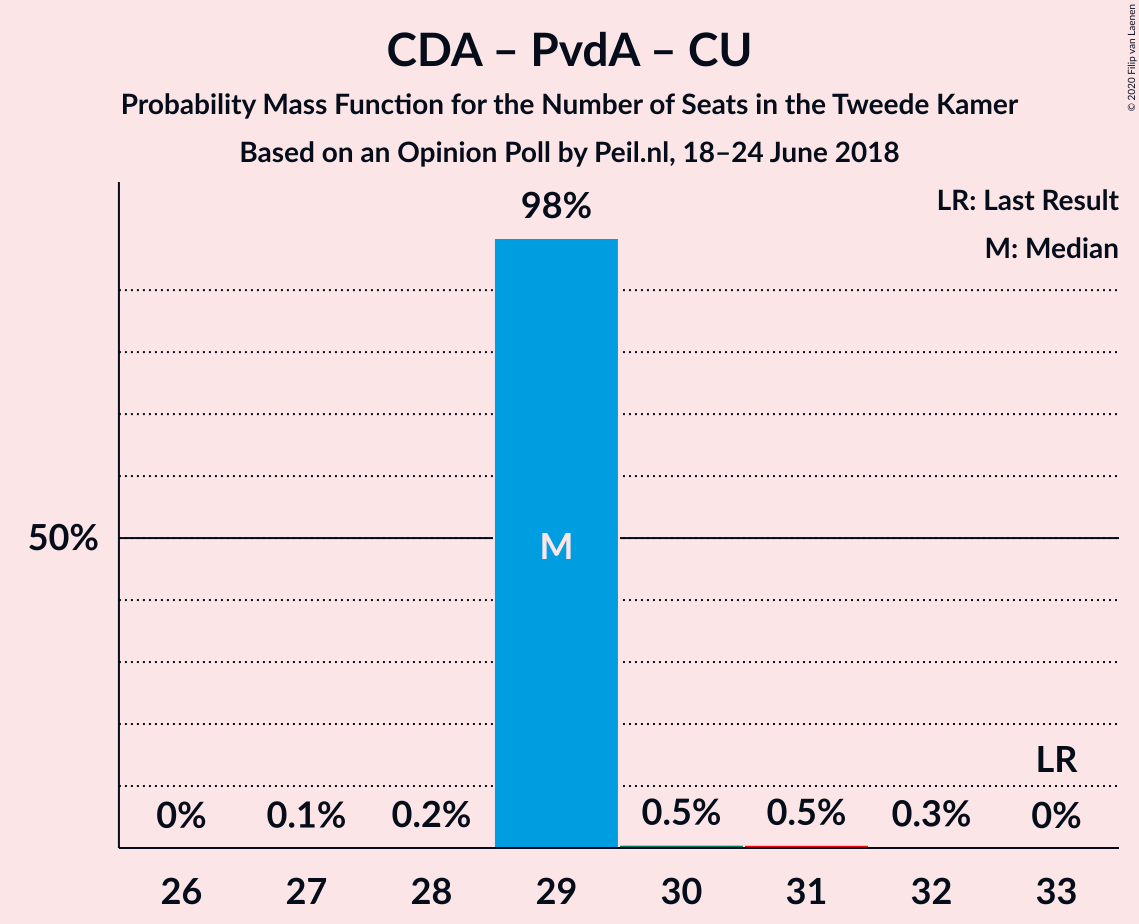 CDA – PvdA – CU
Probability Mass Function for the Number of Seats in the Tweede Kamer
Based on an Opinion Poll by Peil.nl, 18–24 June 2018
© 2020 Filip van Laenen
LR: Last Result
M: Median
98%
50%
M
LR
0% 0.1% 0.2% 0.5% 0.5% 0.3% 0%
26 27 28 29 30 31 32 33